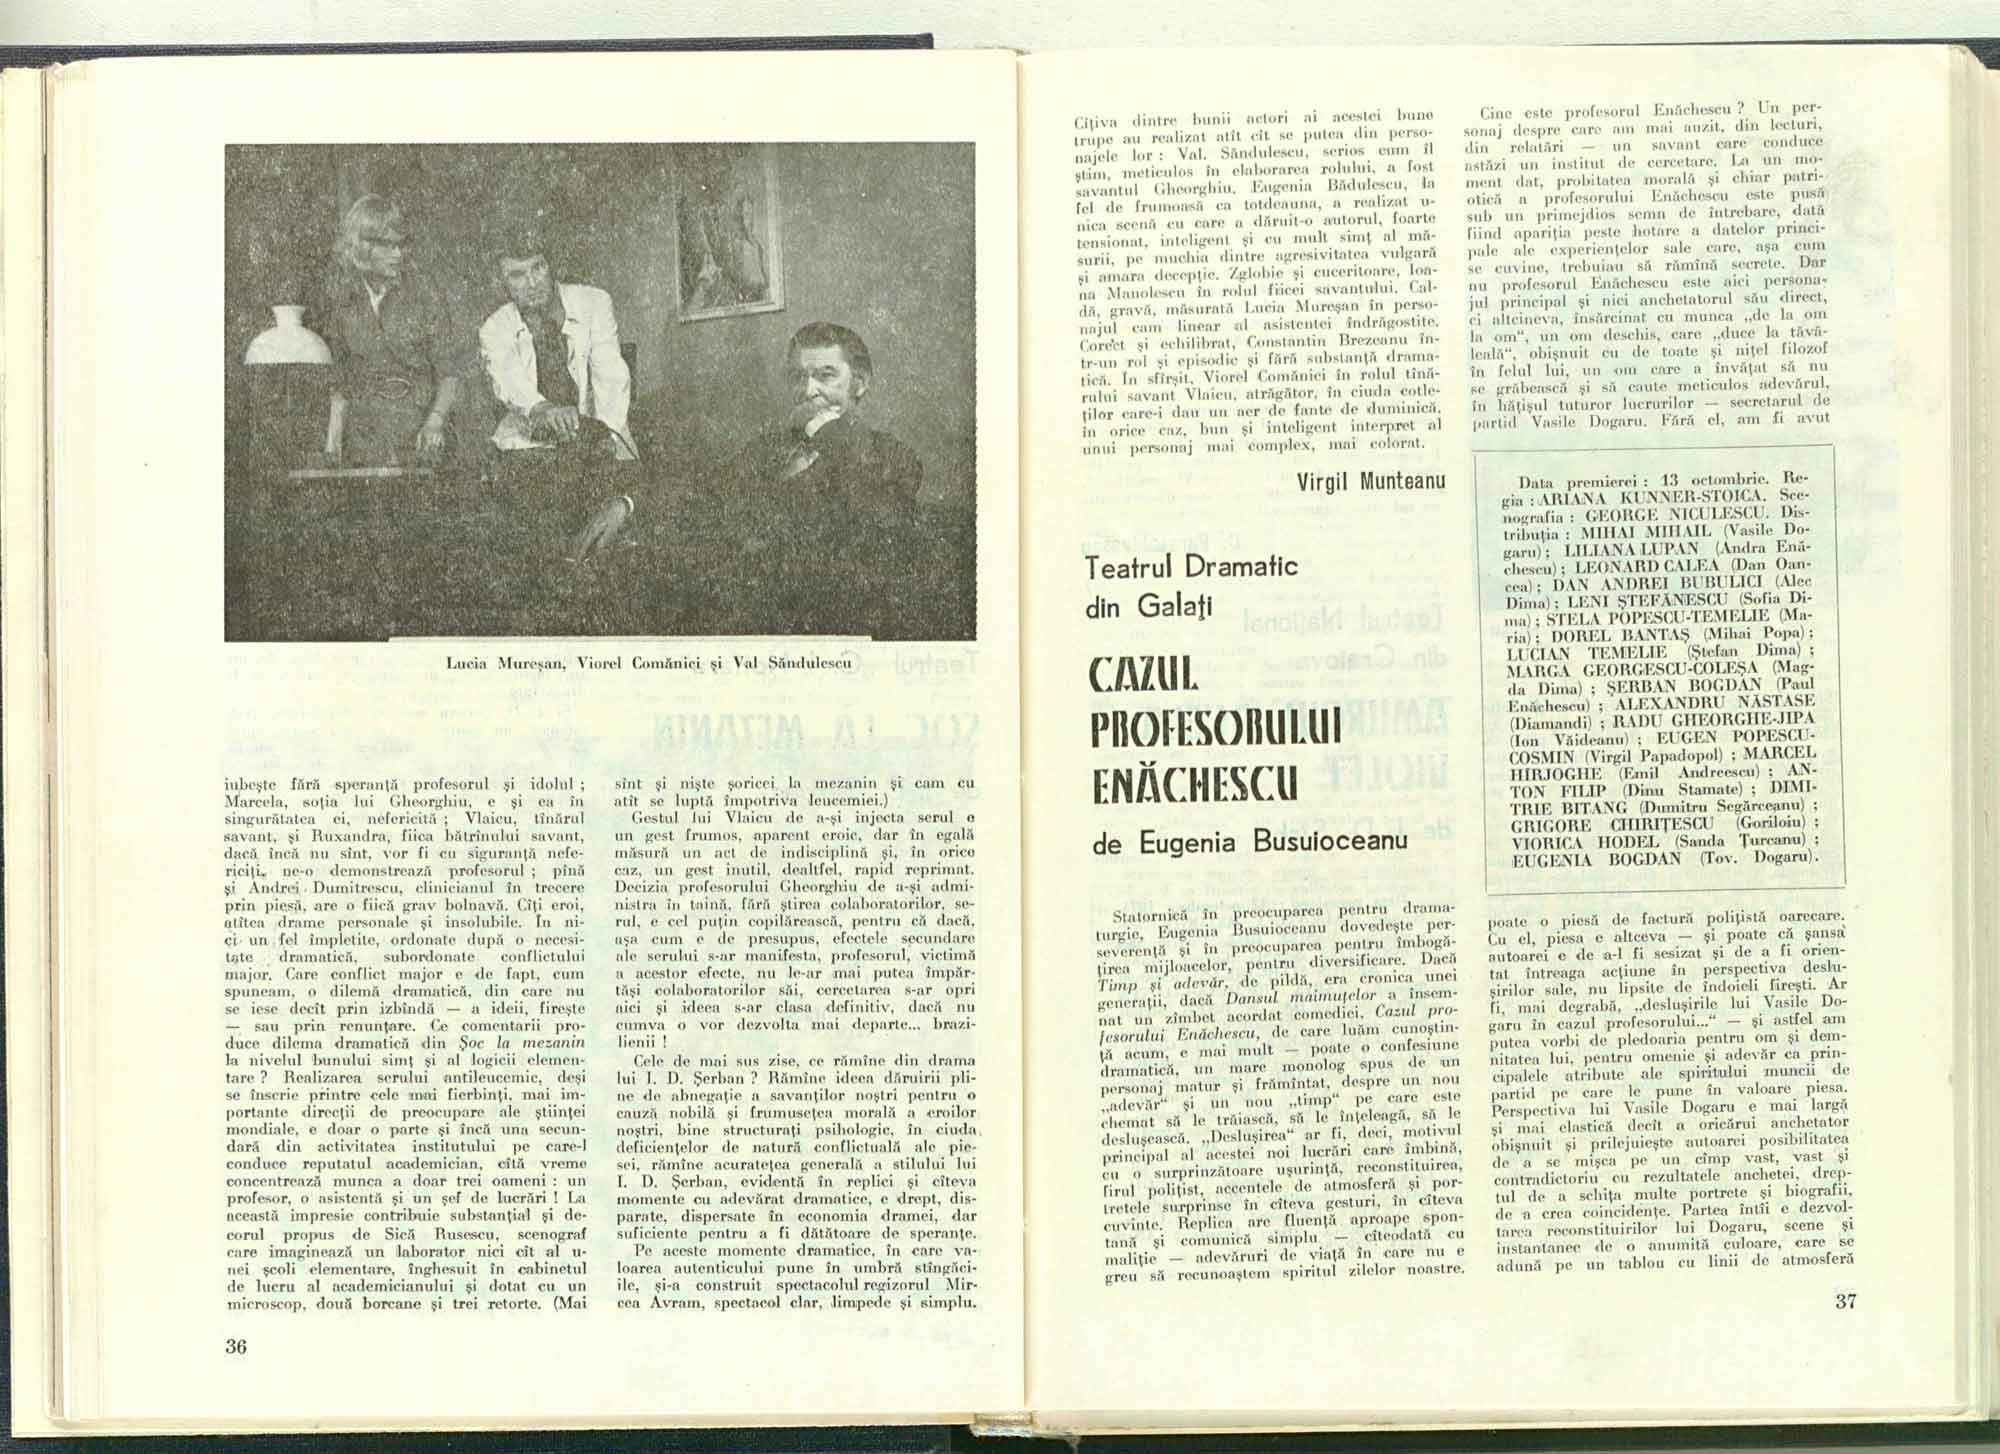 Lucia Mureşan, Viorel Comănici şi Val Săndulescu
iubeşte fără speranţă profesorul şi idolul ;
Marcela, soţia lui Gheorghiu, e şi ea în
singurătatea ei, nefericită ; Vlaicu, tînărul
savant, şi Ruxandra, fiica bătrînului savant,
dacă încă nu sînt, vor fi cu siguranţă nefe-
riciţi, ne-o demonstrează profesorul ; pînă
şi Andrei Dumitrescu, clinicianul în trecere
prin piesă, are o fiică grav bolnavă. Cîţi eroi,
atîtea drame personale şi insolubile. In ni-
ci un fel împletite, ordonate după o necesi-
tate dramatică, subordonate conflictului
major. Care conflict major e de fapt, cum
spuneam, o dilemă dramatică, din care nu
se iese decît prin izbîndă — a ideii, fireşte
— sau prin renunţare. Ce comentarii pro-
duce dilema dramatică din Şoc la mezanin
la nivelul bunului simţ şi al logicii elemen-
tare ? Realizarea serului antileucemic, deşi
se înscrie printre cele mai fierbinţi, mai im-
portante direcţii de preocupare ale ştiinţei
mondiale, e doar o parte şi încă una secun-
dară din activitatea institutului pe care-l
conduce reputatul academician, cîtă vreme
concentrează munca a doar trei oameni : un
profesor, o asistentă şi un şef de lucrări ! La
această impresie contribuie substanţial şi de-
corul propus de Sică Rusescu, scenograf
care imaginează un laborator nici cît al u-
nei şcoli elementare, înghesuit în cabinetul
de lucru al academicianului şi dotat cu un
microscop, două borcane şi trei retorte. (Mai
sînt şi nişte şoricei la mezanin şi cam cu
atît se luptă împotriva leucemiei.)
Gestul lui Vlaicu de a-şi injecta serul e
un gest frumos, aparent eroic, dar în egală
măsură un act de indisciplină şi, în orice
caz, un gest inutil, dealtfel, rapid reprimat.
Decizia profesorului Gheorghiu de a-şi admi-
nistra în taină, fără ştirea colaboratorilor, se-
rul, e cel puţin copilărească, pentru că dacă,
aşa cum e de presupus, efectele secundare
ale serului s-ar manifesta, profesorul, victimă
a acestor efecte, nu le-ar mai putea împăr-
tăşi colaboratorilor săi, cercetarea s-ar opri
aici şi ideea s-ar clasa definitiv, dacă nu
cumva o vor dezvolta mai departe... brazi-
lienii !
Cele de mai sus zise, ce rămîne din drama
lui I. D. Şerban ? Rămîne ideea dăruirii pli-
ne de abnegaţie a savanţilor noştri pentru o
cauză nobilă şi frumuseţea morală a eroilor
noştri, bine structuraţi psihologic, în ciuda
deficienţelor de natură conflictuală ale pie-
sei, rămîne acurateţea generală a stilului lui
I. D. Şerban, evidentă în replici şi cîteva
momente cu adevărat dramatice, e drept, dis-
parate, dispersate în economia dramei, dar
suficiente pentru a fi dătătoare de speranţe.
Pe aceste momente dramatice, în care va-
loarea autenticului pune în umbră stîngăci-
ile, şi-a construit spectacolul regizorul Mir-
cea Avram, spectacol clar, limpede şi simplu.
36
Cîţiva dintre bunii actori ai acestei bune
trupe au realizat atît cît se putea din perso-
najele lor : Val. Săndulescu, serios cum îl
ştim, meticulos în elaborarea rolului, a fost
savantul Gheorghiu. Eugenia Bădulescu, la
fel de frumoasă ca totdeauna, a realizat u-
nica scenă cu care a dăruit-o autorul, foarte
tensionat, inteligent şi cu mult simţ al mă-
surii, pe muchia dintre agresivitatea vulgară
şi amara decepţie. Zglobie şi cuceritoare, Ioa-
na Manolescu în rolul fiicei savantului. Cal-
dă, gravă, măsurată Lucia Mureşan în perso-
najul cam linear al asistentei îndrăgostite.
Corect şi echilibrat, Constantin Brezeanu în-
tr-un rol şi episodic şi fără substanţă drama-
tică. In sfîrşit, Viorel Comănici în rolul tînă-
rului savant Vlaicu, atrăgător, în ciuda cotle-
ţilor care-i dau un aer de fante de duminică,
în orice caz, bun şi inteligent interpret al
unui personaj mai complex, mai colorat.
Virgil Munteanu
Teatrul Dramatic
din Galaţi
CAZUL
PROFESORULUI
ENĂCHESCU
de Eugenia Busuioceanu
Statornică în preocuparea pentru drama-
turgie, Eugenia Busuioceanu dovedeşte per-
severenţă şi în preocuparea pentru îmbogă-
ţirea mijloacelor, pentru diversificare. Dacă
Timp şi adevăr, de pildă, era cronica unei
generaţii, dacă Dansul maimuţelor a însem-
nat un zîmbet acordat comediei, Cazul pro-
fesorului Enăchescu, de care luăm cunoştin-
ţă acum, e mai mult — poate o confesiune
dramatică, un mare monolog spus de un
personaj matur şi frămîntat, despre un nou
„adevăr“ şi un nou „timp“ pe care este
chemat să le trăiască, să le înţeleagă, să le
desluşească. „Desluşirea“ ar fi, deci, motivul
principal al acestei noi lucrări care îmbină,
cu o surprinzătoare uşurinţă, reconstituirea,
firul poliţist, accentele de atmosferă şi por-
tretele surprinse în cîteva gesturi, în cîteva
cuvinte. Replica are fluenţă aproape spon-
tană şi comunică simplu — cîteodată cu
maliţie — adevăruri de viaţă în care nu e
greu să recunoaştem spiritul zilelor noastre.
Cine este profesorul Enăchescu ? Un per-
sonaj despre care am mai auzit, din lecturi,
din relatări — un savant care conduce
astăzi un institut de cercetare. La un mo-
ment dat, probitatea morală şi chiar patri-
otică a profesorului Enăchescu este pusă
sub un primejdios semn de întrebare, dată
fiind apariţia peste hotare a datelor princi-
pale ale experienţelor sale care, aşa cum
se cuvine, trebuiau să rămînă secrete. Dar
nu profesorul Enăchescu este aici persona-
jul principal şi nici anchetatorul său direct,
ci altcineva, însărcinat cu munca „de la om
la om“, un om deschis, care „duce la tăvă-
leală“, obişnuit cu de toate şi niţel filozof
în felul lui, un om care a învăţat să nu
se grăbească şi să caute meticulos adevărul,
în hăţişul tuturor lucrurilor — secretarul de
partid Vasile Dogaru. Fără el, am fi avut
Data premierei : 13 octombrie. Re-
gia : ARIANA KUNNER-STOICA. Sce-
nografia : GEORGE NICULESCU. Dis-
tribuţia : MIHAI MIHAIL (Vasile Do-
garu) ; LILIANA LUPAN (Andra Enă-
chescu) ; LEONARD CALEA (Dan Oan-
cea) ; DAN ANDREI BUBULICI (Alec
Dima) ; LENI ŞTEFĂNESCU (Sofia Di-
ma) ; STELA POPESCU-TEMELIE (Ma-
ria) ; DOREL BANTAŞ (Mihai Popa) ;
LUCIAN TEMELIE (Ştefan Dima) ;
MARGA GEORGESCU-COLEŞA (Mag-
da Dima) ; ŞERBAN BOGDAN (Paul
Enăchescu) ; ALEXANDRU NĂSTASE
(Diamandi) ; RADU GHEORGHE-JIPA
(Ion Văideanu) ; EUGEN POPESCU-
COSMIN (Virgil Papadopol) ; MARCEL
HÎRJOGHE (Emil Andreescu) ; AN-
TON FILIP (Dinu Stamate) ; DIMI-
TRIE BITANG (Dumitru Segărceanu) ;
GRIGORE CHIRIŢESCU (Goriloiu) ;
VIORICA HODEL (Sanda Ţurcanu) ;
EUGENIA BOGDAN (Tov. Dogaru).
poate o piesă de factură poliţistă oarecare.
Cu el, piesa e altceva — şi poate că şansa
autoarei e de a-l fi sesizat şi de a fi orien-
tat întreaga acţiune în perspectiva deslu-
şirilor sale, nu lipsite de îndoieli fireşti. Ar
fi, mai degrabă, „desluşirile lui Vasile Do-
garu în cazul profesorului...“ — şi astfel am
putea vorbi de pledoaria pentru om şi dem-
nitatea lui, pentru omenie şi adevăr ca prin-
cipalele atribute ale spiritului muncii de
partid pe care le pune în valoare piesa.
Perspectiva lui Vasile Dogaru e mai largă
şi mai elastică decît a oricărui anchetator
obişnuit şi prilejuieşte autoarei posibilitatea
de a se mişca pe un cîmp vast, vast şi
contradictoriu cu rezultatele anchetei, drep-
tul de a schiţa multe portrete şi biografii,
de a crea coincidenţe. Partea întîi e dezvol-
tarea reconstituirilor lui Dogaru, scene şi
instantanee de o anumită culoare, care se
adună pe un tablou cu linii de atmosferă
37